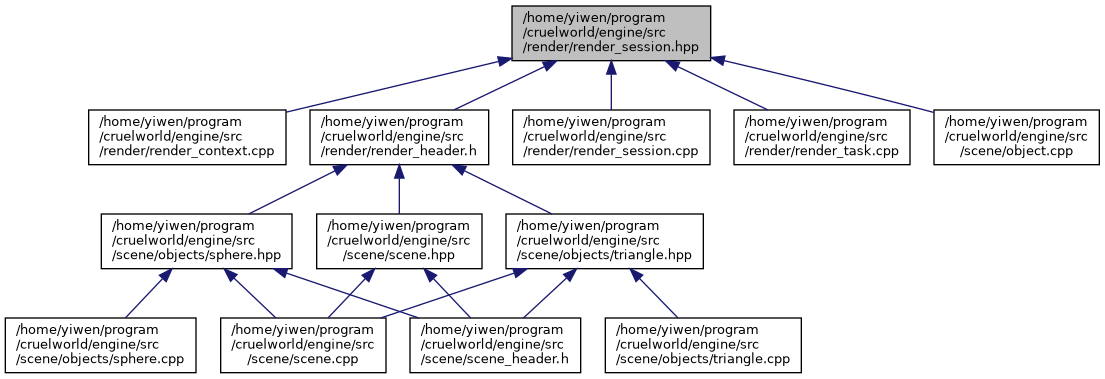 /home/yiwen/program
/cruelworld/engine/src
/render/render_session.hpp
/home/yiwen/program
/cruelworld/engine/src
/render/render_context.cpp
/home/yiwen/program
/cruelworld/engine/src
/render/render_header.h
/home/yiwen/program
/cruelworld/engine/src
/render/render_session.cpp
/home/yiwen/program
/cruelworld/engine/src
/render/render_task.cpp
/home/yiwen/program
/cruelworld/engine/src
/scene/object.cpp
/home/yiwen/program
/cruelworld/engine/src
/scene/objects/sphere.hpp
/home/yiwen/program
/cruelworld/engine/src
/scene/scene.hpp
/home/yiwen/program
/cruelworld/engine/src
/scene/objects/triangle.hpp
/home/yiwen/program
/cruelworld/engine/src
/scene/objects/sphere.cpp
/home/yiwen/program
/cruelworld/engine/src
/scene/scene.cpp
/home/yiwen/program
/cruelworld/engine/src
/scene/scene_header.h
/home/yiwen/program
/cruelworld/engine/src
/scene/objects/triangle.cpp